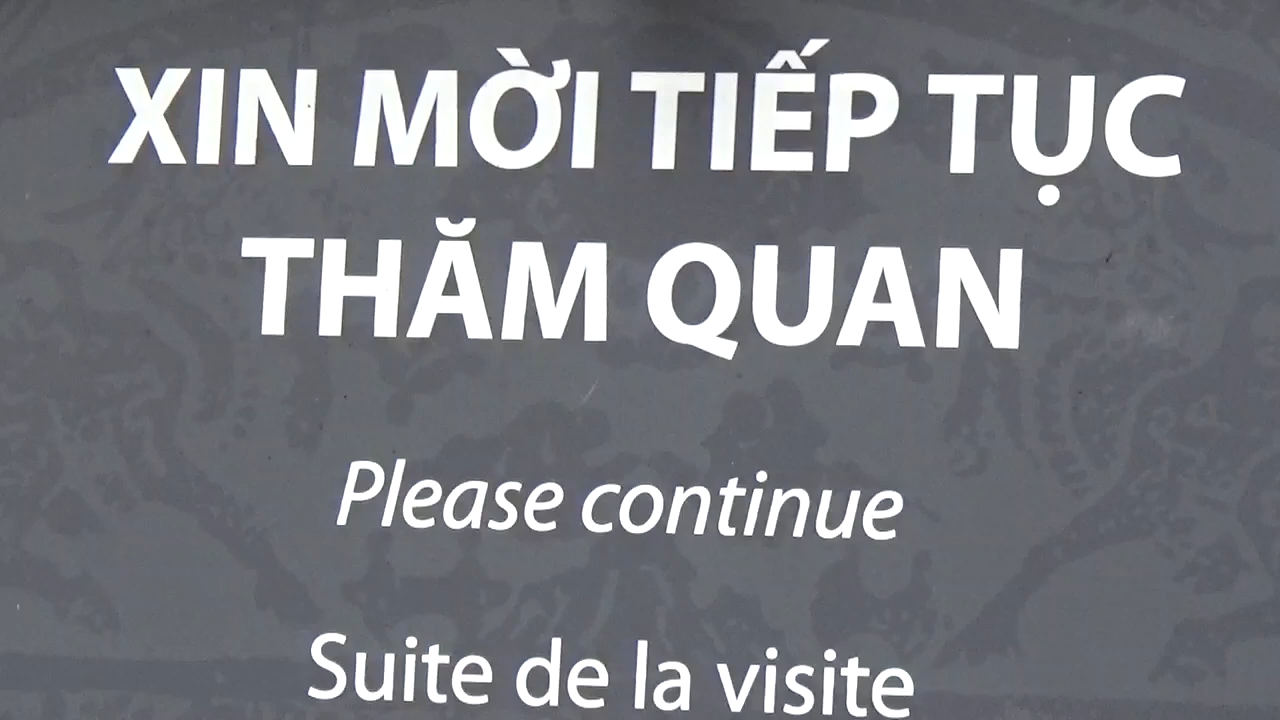 XIN MỜI TIẾP TỤC
THĂM QUAN
Please continue
Suite de la visite